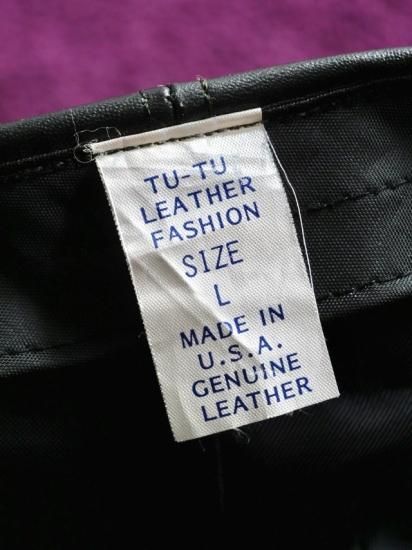 TU-TU
LEATHER
FASHION
SIZE
L
MADE IN
U.S.A.
GENUINE
LEATHER